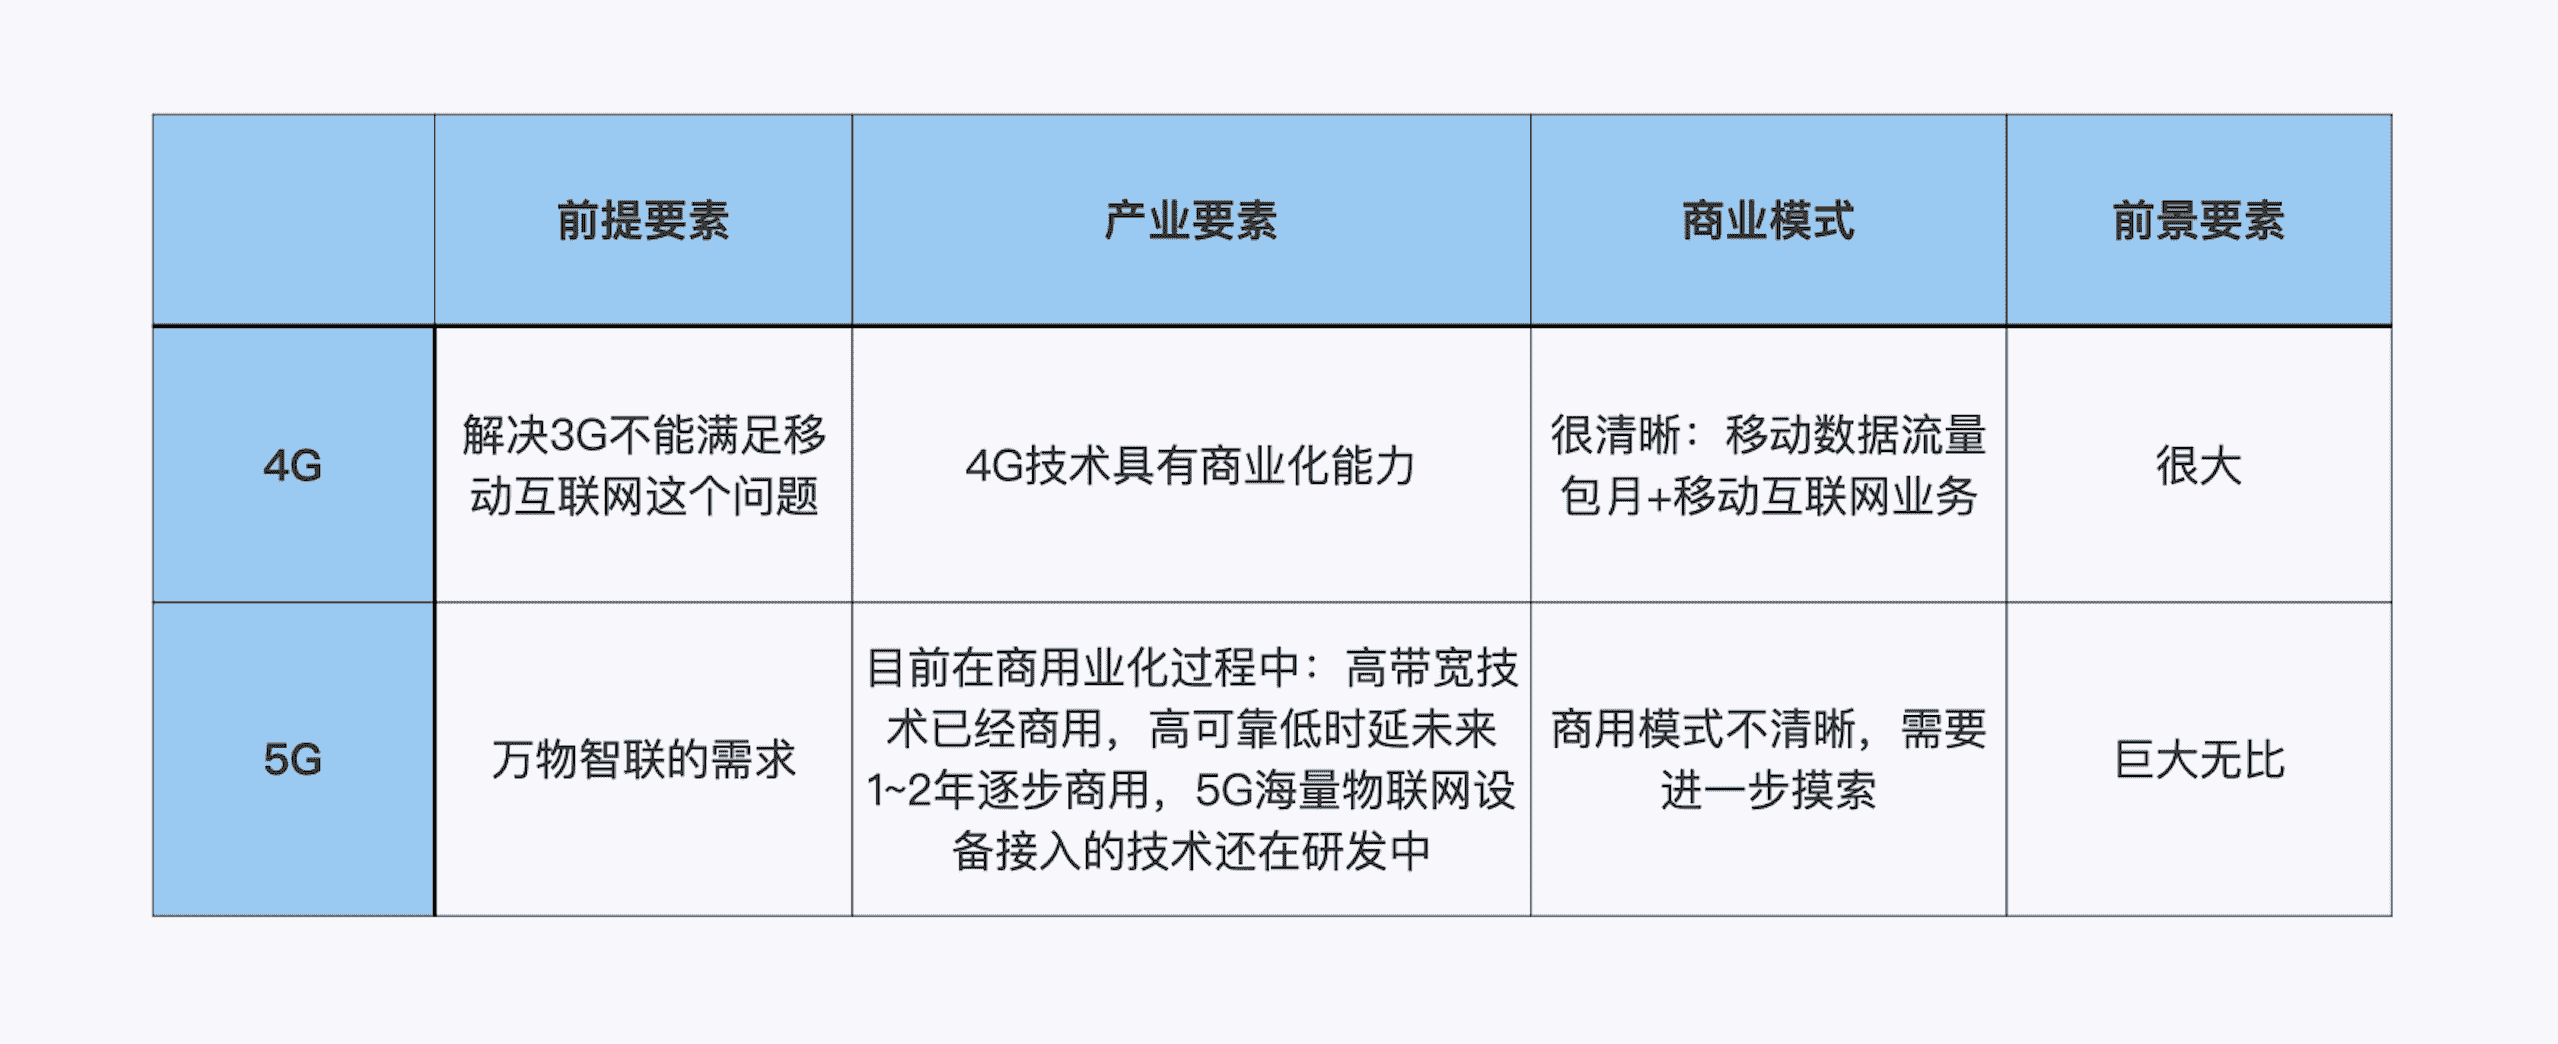 前提要素
产业要素
商业模式
前景要素
4G
解决3G不能满足移
动互联网这个问题
4G技术具有商业化能力
很清晰：移动数据流量
包月+移动互联网业务
很大
5G
万物智联的需求
目前在商用业化过程中：高带宽技
术已经商用，高可靠低时延未来
1~2年逐步商用，5G海量物联网设
备接入的技术还在研发中
商用模式不清晰，需要
进一步摸索
巨大无比